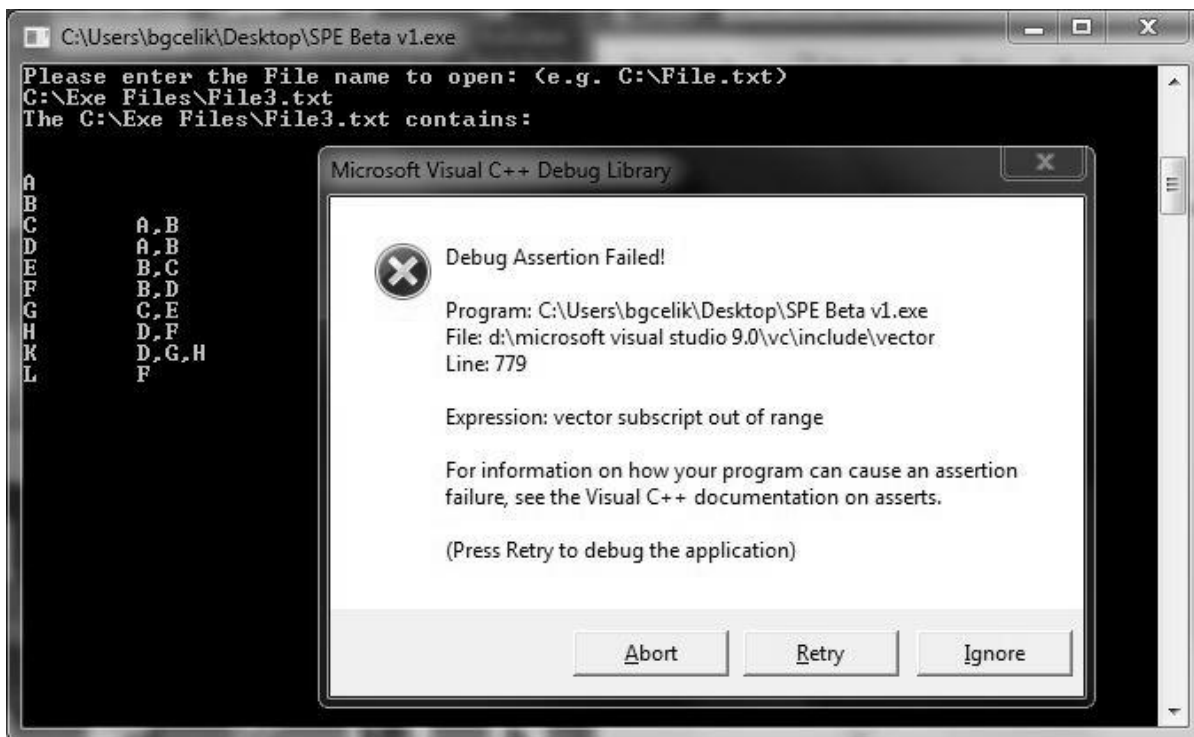 C:\Users\bgcelik\Desktop\SPE Beta v1.exe
Please enter the File name to open: (e.g. C:\File.txt)
C:\Exe Files\File3.txt
The C:\Exe Files\File3.txt contains:
A
B
C A,B
D A,B
E B,C
F B,D
G C,E
H D,F
K D,G,H
L F
Microsoft Visual C++ Debug Library
Debug Assertion Failed!
Program: C:\Users\bgcelik\Desktop\SPE Beta v1.exe
File: d:\microsoft visual studio 9.0\vc\include\vector
Line: 779
Expression: vector subscript out of range
For information on how your program can cause an assertion
failure, see the Visual C++ documentation on asserts.
(Press Retry to debug the application)
Abort Retry Ignore